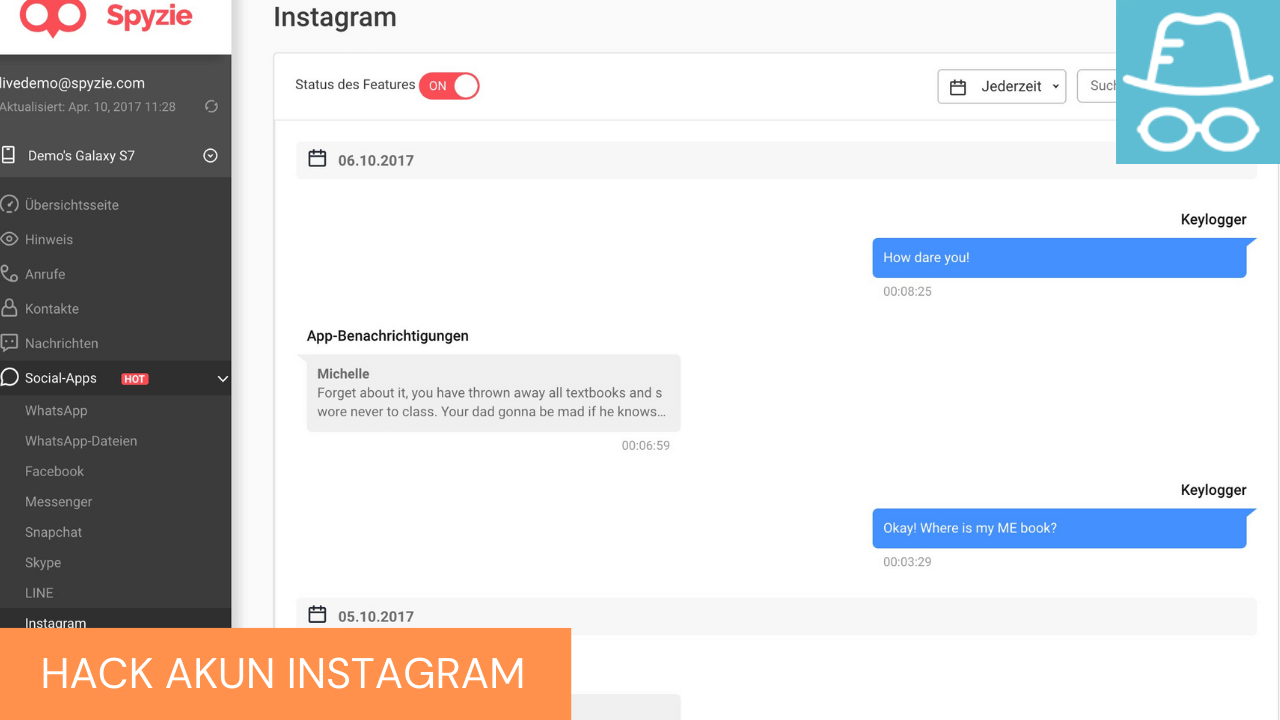 Spyzie
livedemo@spyzie.com
Aktualisiert: Apr. 10, 2017 11:28
Demo's Galaxy S7
Übersichtsseite
Hinweis
Anrufe
Kontakte
Nachrichten
Social-Apps HOT
WhatsApp
WhatsApp-Dateien
Facebook
Messenger
Snapchat
Skype
LINE
Instagram
Instagram
Status des Features ON
Jederzeit
06.10.2017
Keylogger
How dare you!
00:08:25
App-Benachrichtigungen
Michelle
Forget about it, you have thrown away all textbooks and s
wore never to class. Your dad gonna be mad if he knows...
00:06:59
Keylogger
Okay! Where is my ME book?
00:03:29
05.10.2017
HACK AKUN INSTAGRAM